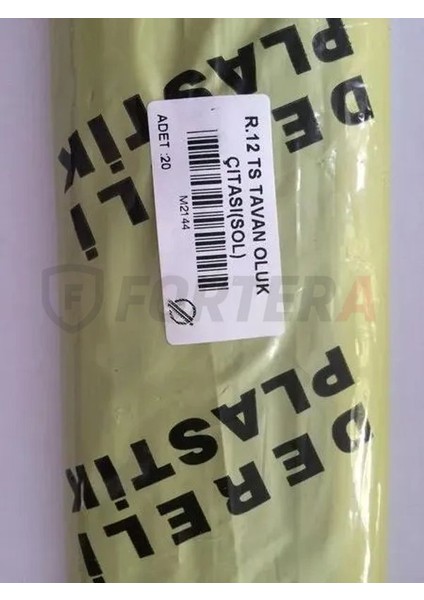 DERELİ
PLASTİK
R.12 TS TAVAN OLUK
ÇITASI(SOL)
M2144
ADET :20
FORTERA
DERELİ
PLASTİK